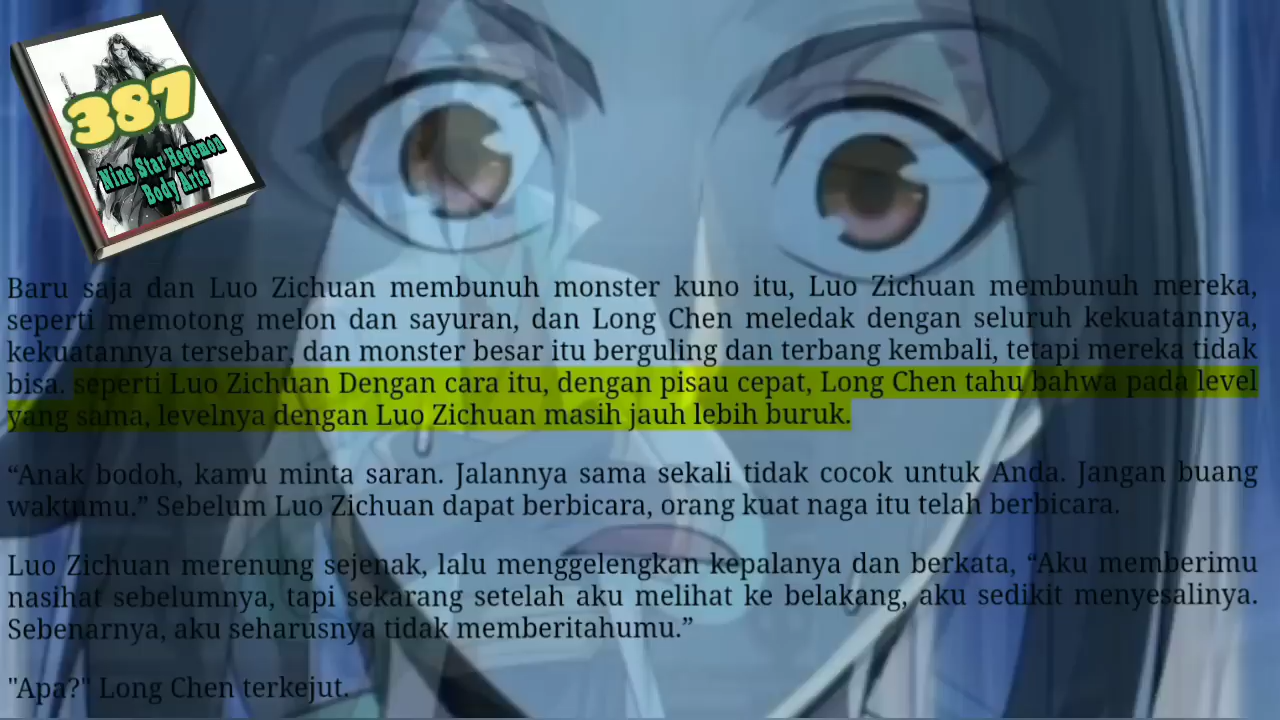 387
Nine Star Hegemon
Body Arts
Baru saja dan Luo Zichuan membunuh monster kuno itu, Luo Zichuan membunuh mereka,
seperti memotong melon dan sayuran, dan Long Chen meledak dengan seluruh kekuatannya,
kekuatannya tersebar, dan monster besar itu berguling dan terbang kembali, tetapi mereka tidak
bisa. seperti Luo Zichuan Dengan cara itu, dengan pisau cepat, Long Chen tahu bahwa pada level
yang sama, levelnya dengan Luo Zichuan masih jauh lebih buruk.
“Anak bodoh, kamu minta saran. Jalannya sama sekali tidak cocok untuk Anda. Jangan buang
waktumu.” Sebelum Luo Zichuan dapat berbicara, orang kuat naga itu telah berbicara.
Luo Zichuan merenung sejenak, lalu menggelengkan kepalanya dan berkata, “Aku memberimu
nasihat sebelumnya, tapi sekarang setelah aku melihat ke belakang, aku sedikit menyesalinya.
Sebenarnya, aku seharusnya tidak memberitahumu.”
"Apa?" Long Chen terkejut.